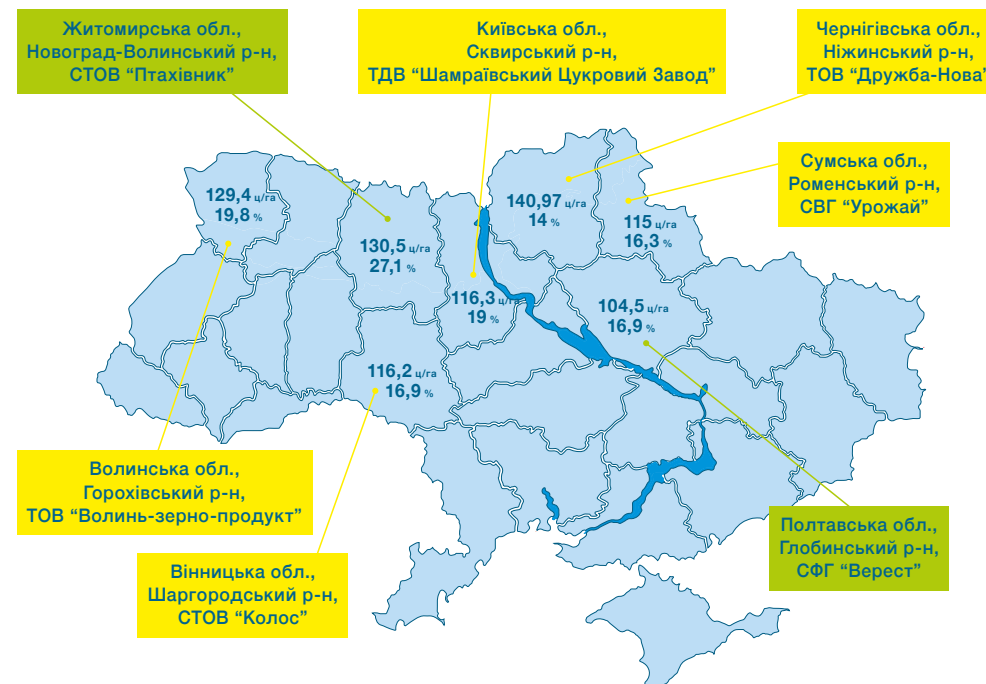 Житомирська обл.,
Новоград-Волинський р-н,
СТОВ “Птахівник”
Київська обл.,
Сквирський р-н,
ТДВ “Шамраївський Цукровий Завод”
Чернігівська обл.,
Ніжинський р-н,
ТОВ “Дружба-Нова”
Сумська обл.,
Роменський р-н,
СВГ “Урожай”
129,4 ц/га
19,8 %
130,5 ц/га
27,1 %
140,97 ц/га
14 %
115 ц/га
16,3 %
116,3 ц/га
19 %
104,5 ц/га
16,9 %
116,2 ц/га
16,9 %
Волинська обл.,
Горохівський р-н,
ТОВ “Волинь-зерно-продукт”
Вінницька обл.,
Шаргородський р-н,
СТОВ “Колос”
Полтавська обл.,
Глобинський р-н,
СФГ “Верест”